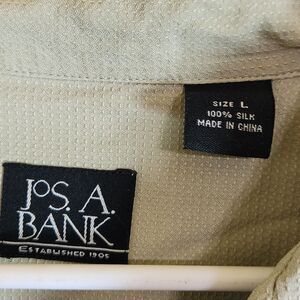 SIZE L
100% SILK
MADE IN CHINA
JOS. A.
BANK
ESTABLISHED 1905